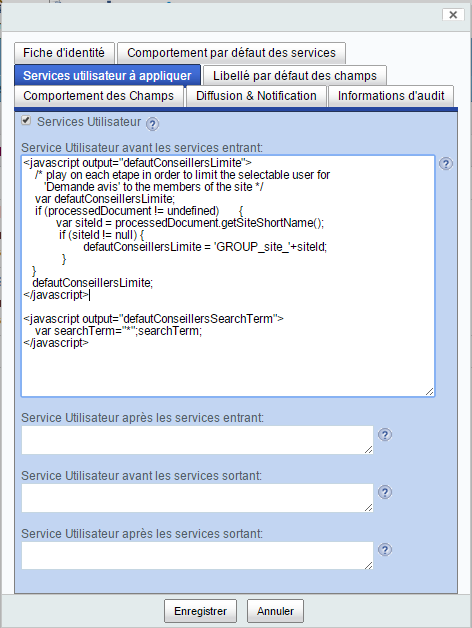 Fiche d'identité
Comportement par défaut des services
Services utilisateur à appliquer
Libellé par défaut des champs
Comportement des Champs
Diffusion & Notification
Informations d'audit
Services Utilisateur
Service Utilisateur avant les services entrant:
<javascript output="defautConseillersLimite">
/* play on each etape in order to limit the selectable user for
'Demande avis' to the members of the site */
var defautConseillersLimite;
if (processedDocument != undefined) {
var siteId = processedDocument.getSiteShortName();
if (siteId != null) {
defautConseillersLimite = 'GROUP_site_'+siteId;
}
}
defautConseillersLimite;
</javascript>
<javascript output="defautConseillersSearchTerm">
var searchTerm="*";searchTerm;
</javascript>
Service Utilisateur après les services entrant:
Service Utilisateur avant les services sortant:
Service Utilisateur après les services sortant:
Enregistrer
Annuler